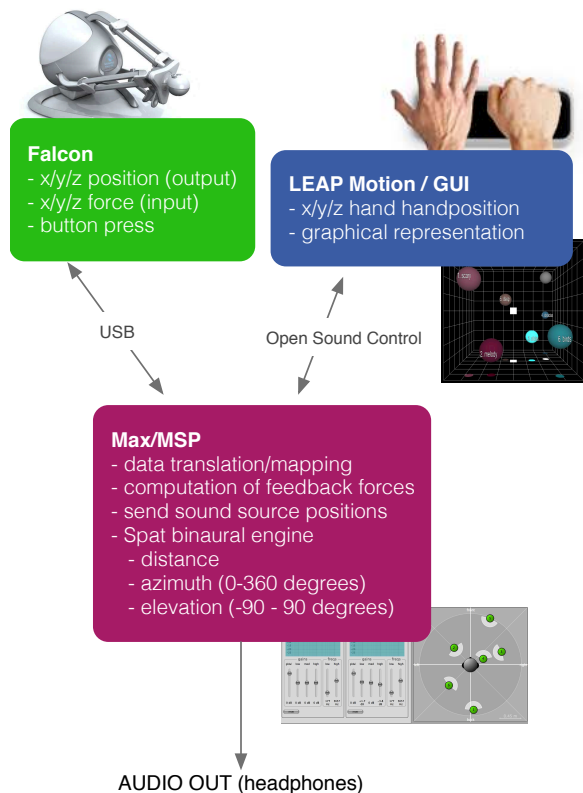 Falcon
- x/y/z position (output)
- x/y/z force (input)
- button press
LEAP Motion / GUI
- x/y/z hand handposition
- graphical representation
USB
Open Sound Control
Max/MSP
- data translation/mapping
- computation of feedback forces
- send sound source positions
- Spat binaural engine
- distance
- azimuth (0-360 degrees)
- elevation (-90 - 90 degrees)
AUDIO OUT (headphones)